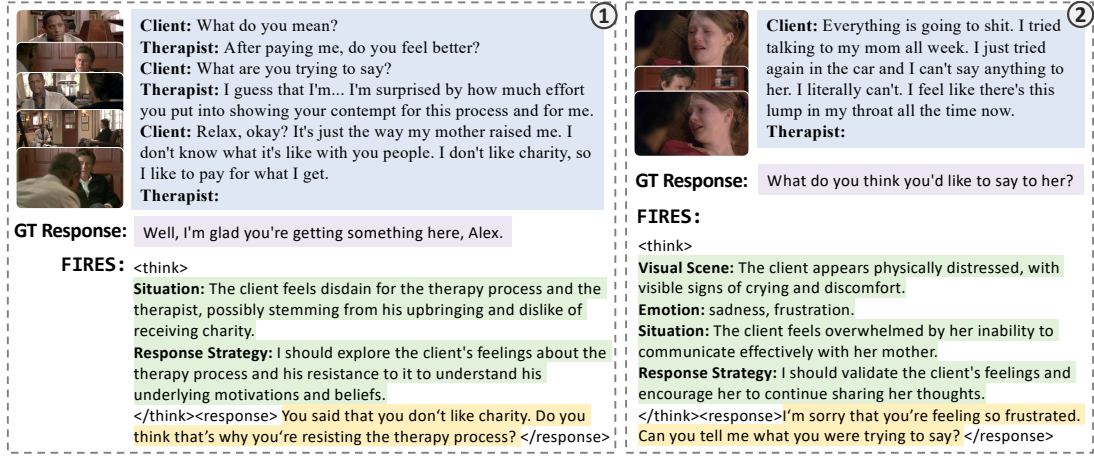 ①
Client: What do you mean?
Therapist: After paying me, do you feel better?
Client: What are you trying to say?
Therapist: I guess that I'm... I'm surprised by how much effort
you put into showing your contempt for this process and for me.
Client: Relax, okay? It's just the way my mother raised me. I
don't know what it's like with you people. I don't like charity, so
I like to pay for what I get.
Therapist:
GT Response: Well, I'm glad you're getting something here, Alex.
FIRES: <think>
Situation: The client feels disdain for the therapy process and the
therapist, possibly stemming from his upbringing and dislike of
receiving charity.
Response Strategy: I should explore the client's feelings about the
therapy process and his resistance to it to understand his
underlying motivations and beliefs.
</think><response> You said that you don‘t like charity. Do you
think that’s why you‘re resisting the therapy process? </response>
②
Client: Everything is going to shit. I tried
talking to my mom all week. I just tried
again in the car and I can't say anything to
her. I literally can't. I feel like there's this
lump in my throat all the time now.
Therapist:
GT Response: What do you think you'd like to say to her?
FIRES:
<think>
Visual Scene: The client appears physically distressed, with
visible signs of crying and discomfort.
Emotion: sadness, frustration.
Situation: The client feels overwhelmed by her inability to
communicate effectively with her mother.
Response Strategy: I should validate the client's feelings and
encourage her to continue sharing her thoughts.
</think><response>I‘m sorry that you’re feeling so frustrated.
Can you tell me what you were trying to say? </response>